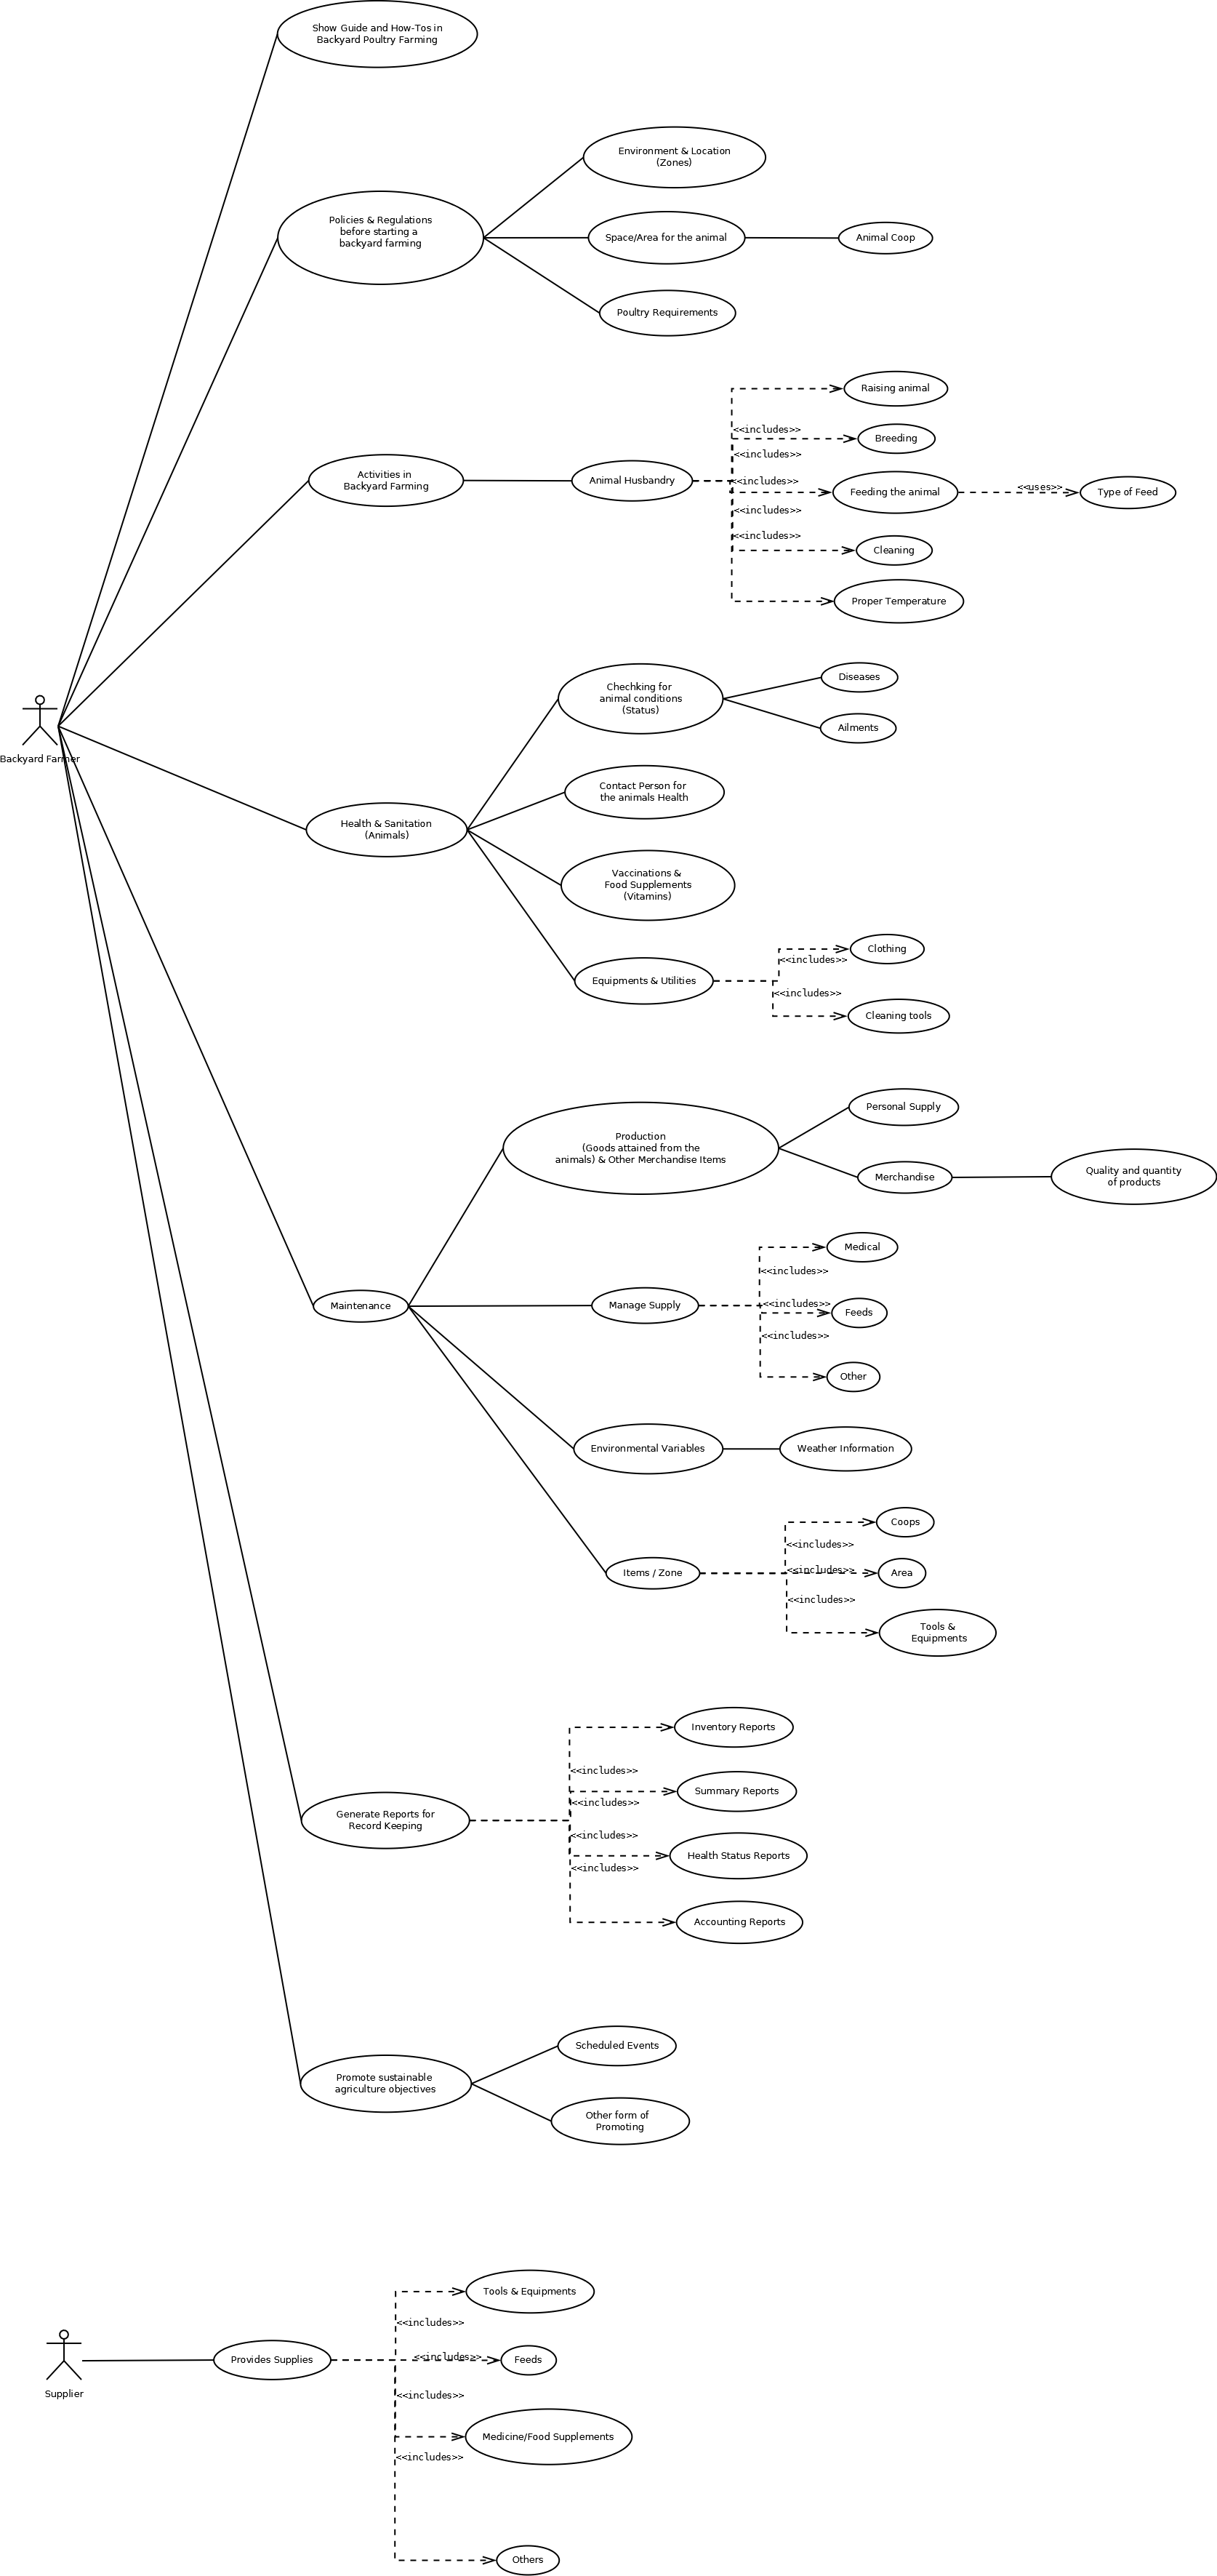 Show Guide and How-Tos in
Backyard Poultry Farming
Environment & Location
(Zones)
Policies & Regulations
before starting a
backyard farming
Space/Area for the animal
Animal Coop
Poultry Requirements
Raising animal
<<includes>>
Breeding
<<includes>>
Activities in
Backyard Farming
Animal Husbandry
<<includes>>
Feeding the animal
<<uses>>
Type of Feed
<<includes>>
<<includes>>
Cleaning
Proper Temperature
Chechking for
animal conditions
(Status)
Diseases
Ailments
Backyard Farmer
Contact Person for
the animals Health
Health & Sanitation
(Animals)
Vaccinations &
Food Supplements
(Vitamins)
Clothing
<<includes>>
Equipments & Utilities
<<includes>>
Cleaning tools
Production
(Goods attained from the
animals) & Other Merchandise Items
Personal Supply
Merchandise
Quality and quantity
of products
Medical
<<includes>>
Maintenance
Manage Supply
<<includes>>
Feeds
<<includes>>
Other
Environmental Variables
Weather Information
Coops
<<includes>>
Items / Zone
<<includes>>
Area
<<includes>>
Tools &
Equipments
Inventory Reports
<<includes>>
Summary Reports
<<includes>>
Generate Reports for
Record Keeping
<<includes>>
Health Status Reports
<<includes>>
Accounting Reports
Scheduled Events
Promote sustainable
agriculture objectives
Other form of
Promoting
Tools & Equipments
<<includes>>
Supplier
Provides Supplies
<<includes>>
Feeds
<<includes>>
Medicine/Food Supplements
<<includes>>
Others